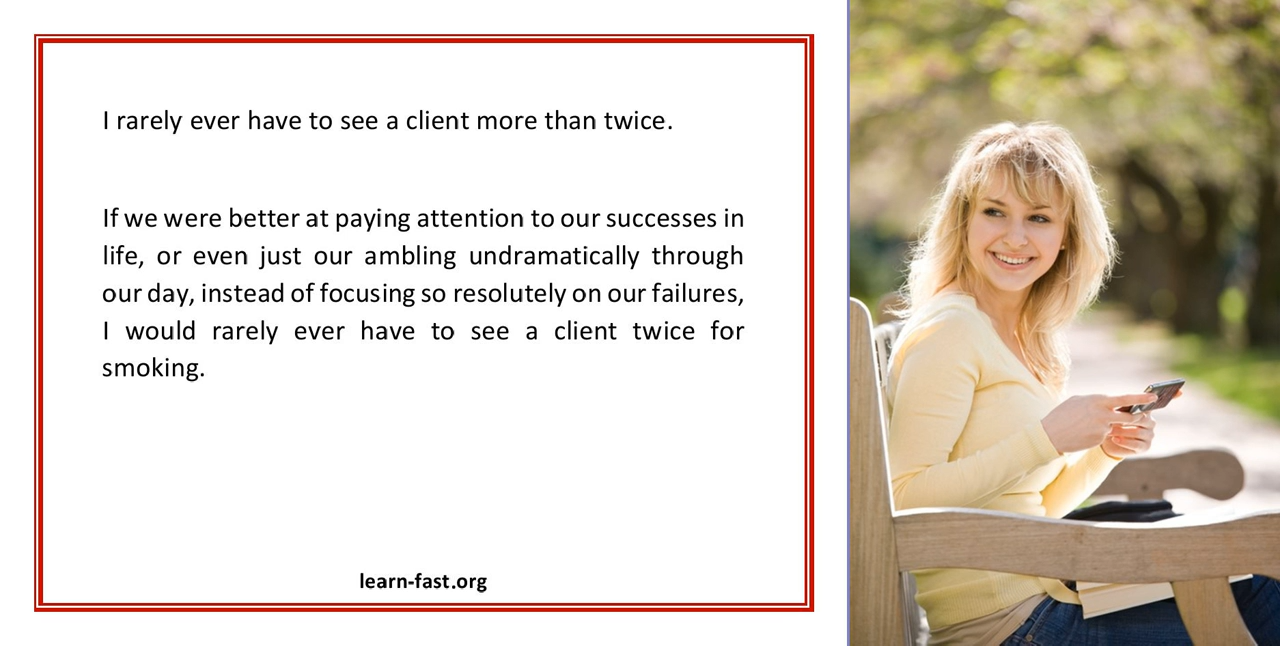 I rarely ever have to see a client more than twice.
If we were better at paying attention to our successes in
life, or even just our ambling undramatically through
our day, instead of focusing so resolutely on our failures,
I would rarely ever have to see a client twice for
smoking.
learn-fast.org